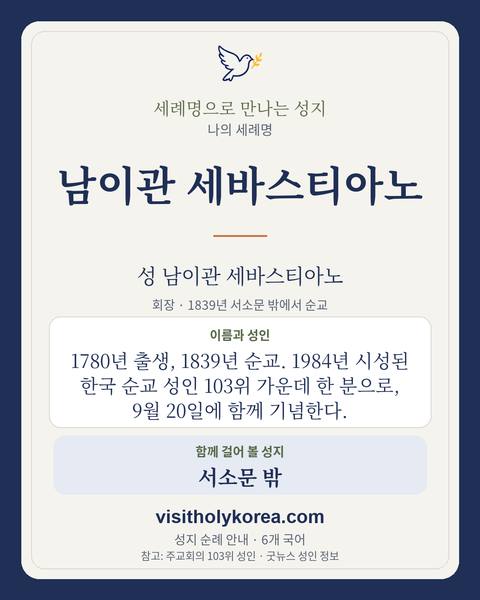 세례명으로 만나는 성지
나의 세례명
남이관 세바스티아노
성 남이관 세바스티아노
회장 · 1839년 서소문 밖에서 순교
이름과 성인
1780년 출생, 1839년 순교. 1984년 시성된
한국 순교 성인 103위 가운데 한 분으로,
9월 20일에 함께 기념한다.
함께 걸어 볼 성지
서소문 밖
visitholykorea.com
성지 순례 안내 · 6개 국어
참고: 주교회의 103위 성인 · 굿뉴스 성인 정보